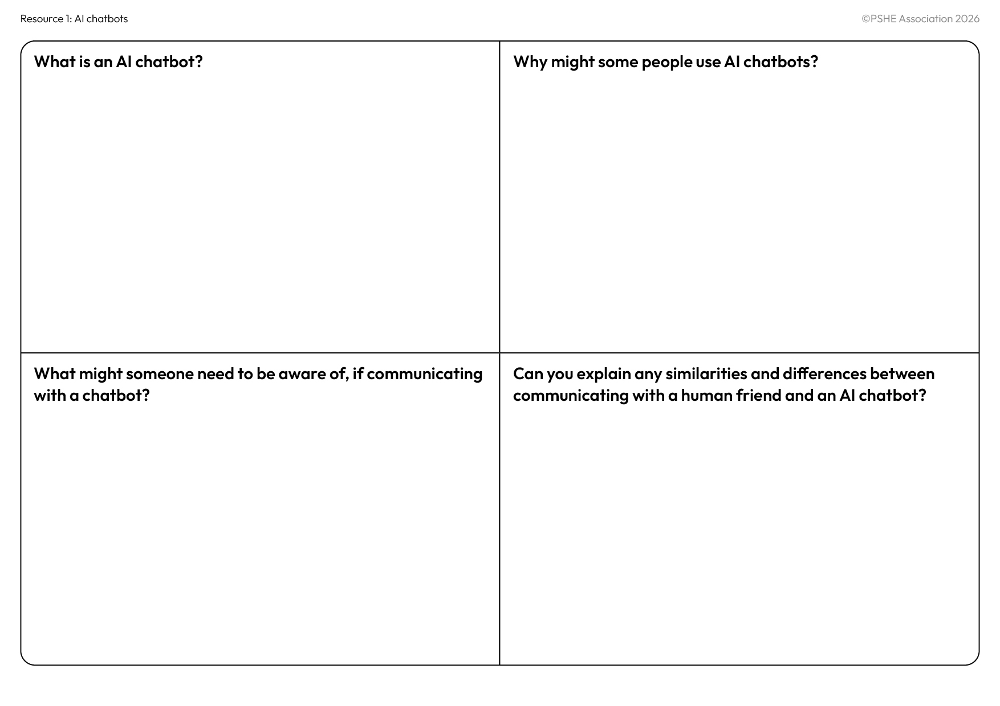 Resource 1: AI chatbots
©PSHE Association 2026
What is an AI chatbot?
Why might some people use AI chatbots?
What might someone need to be aware of, if communicating
with a chatbot?
Can you explain any similarities and differences between
communicating with a human friend and an AI chatbot?